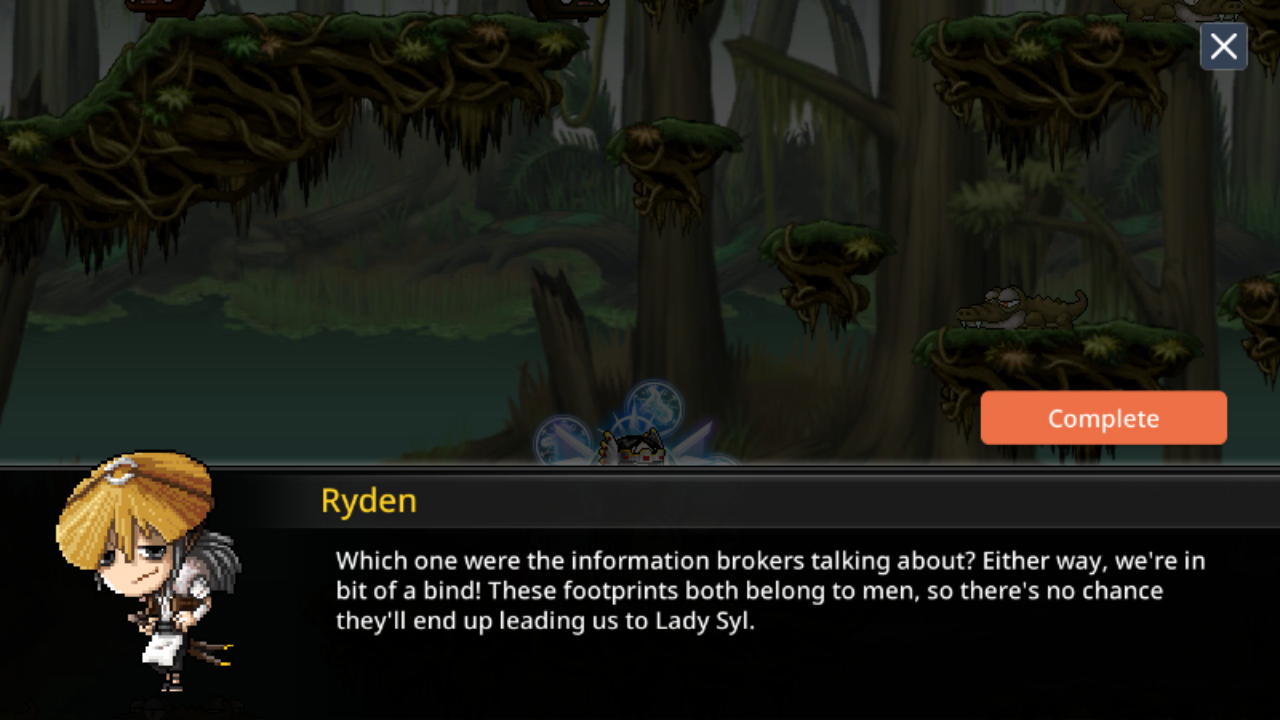 Complete
Ryden
Which one were the information brokers talking about? Either way, we're in
bit of a bind! These footprints both belong to men, so there's no chance
they'll end up leading us to Lady Syl.